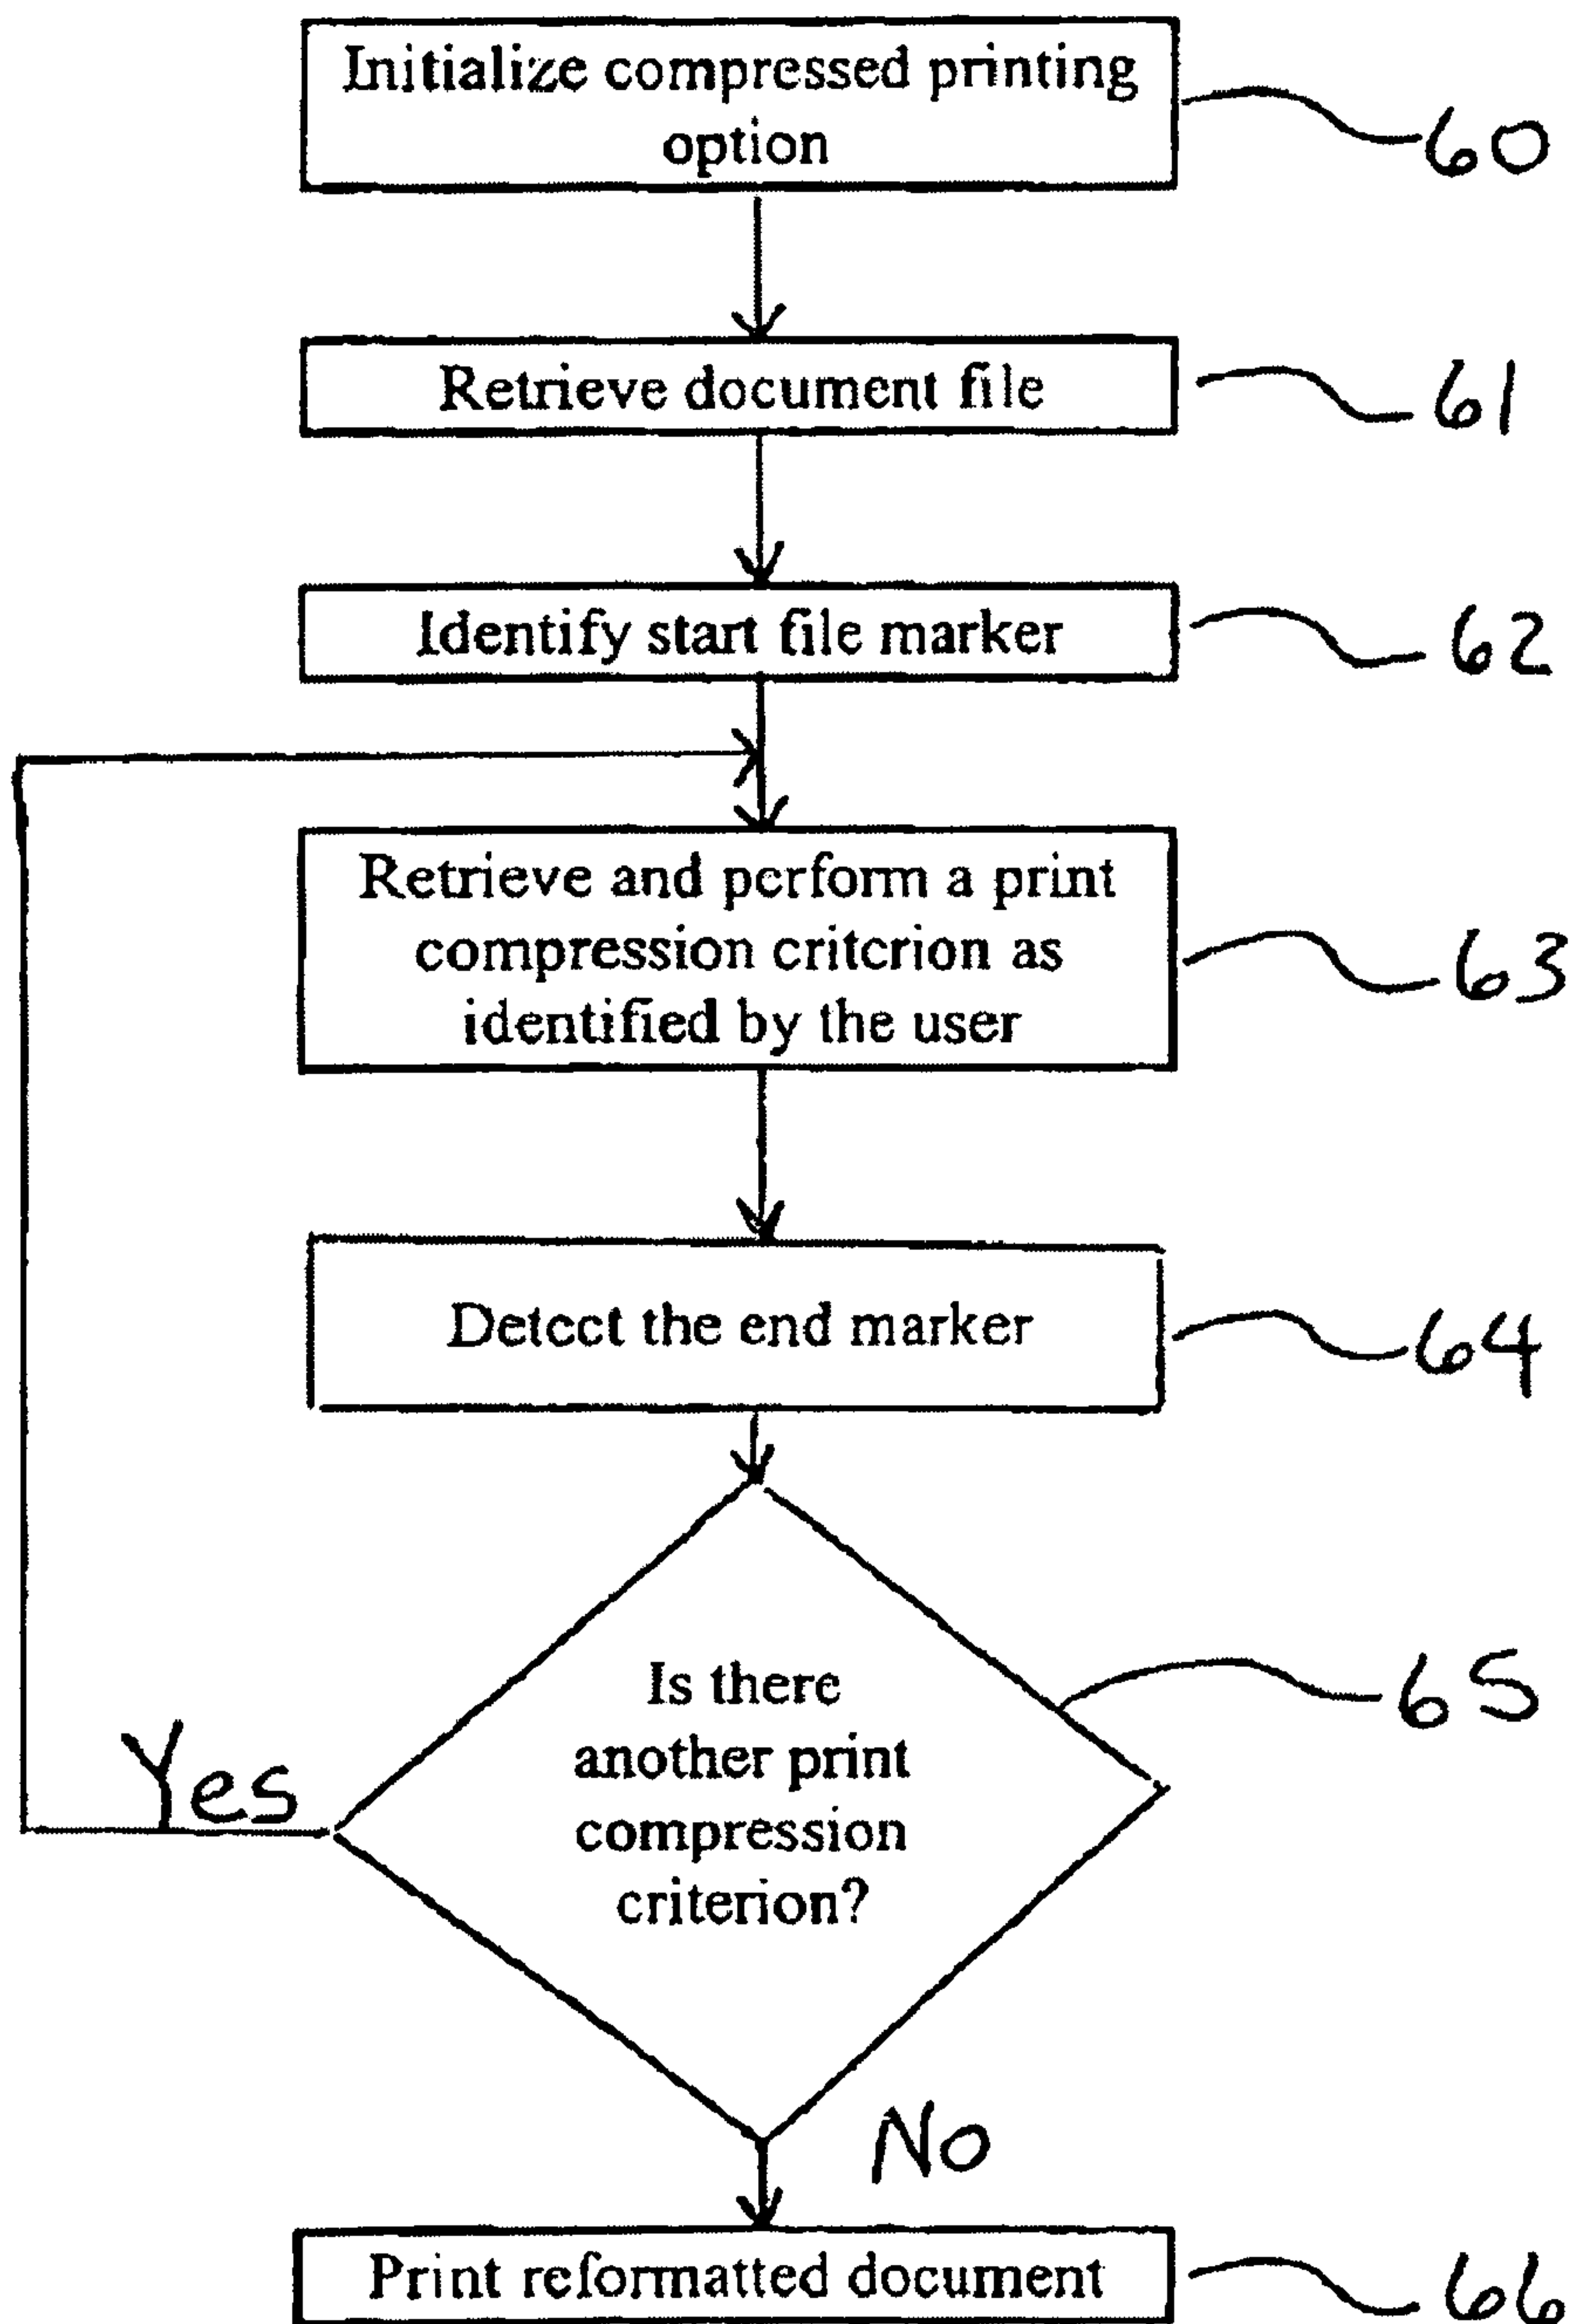 Initialize compressed printing
option
60
Retrieve document file
61
Identify start file marker
62
Retrieve and perform a print
compression criterion as
identified by the user
63
Detect the end marker
64
Is there
another print
compression
criterion?
65
Yes
No
Print reformatted document
66